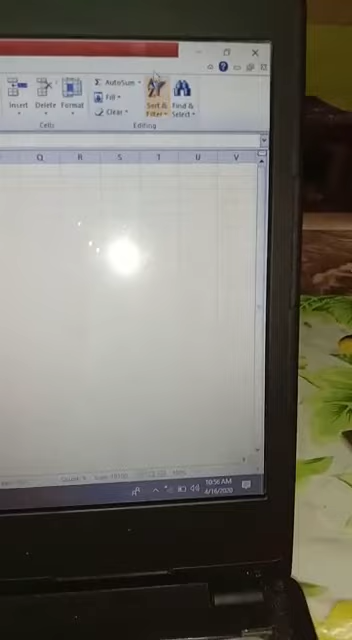 AutoSum
Fill
Clear
Insert Delete Format
Sort & Filter
Find & Select
Cells Editing
Q R S T U V
10:56 AM
4/16/2020